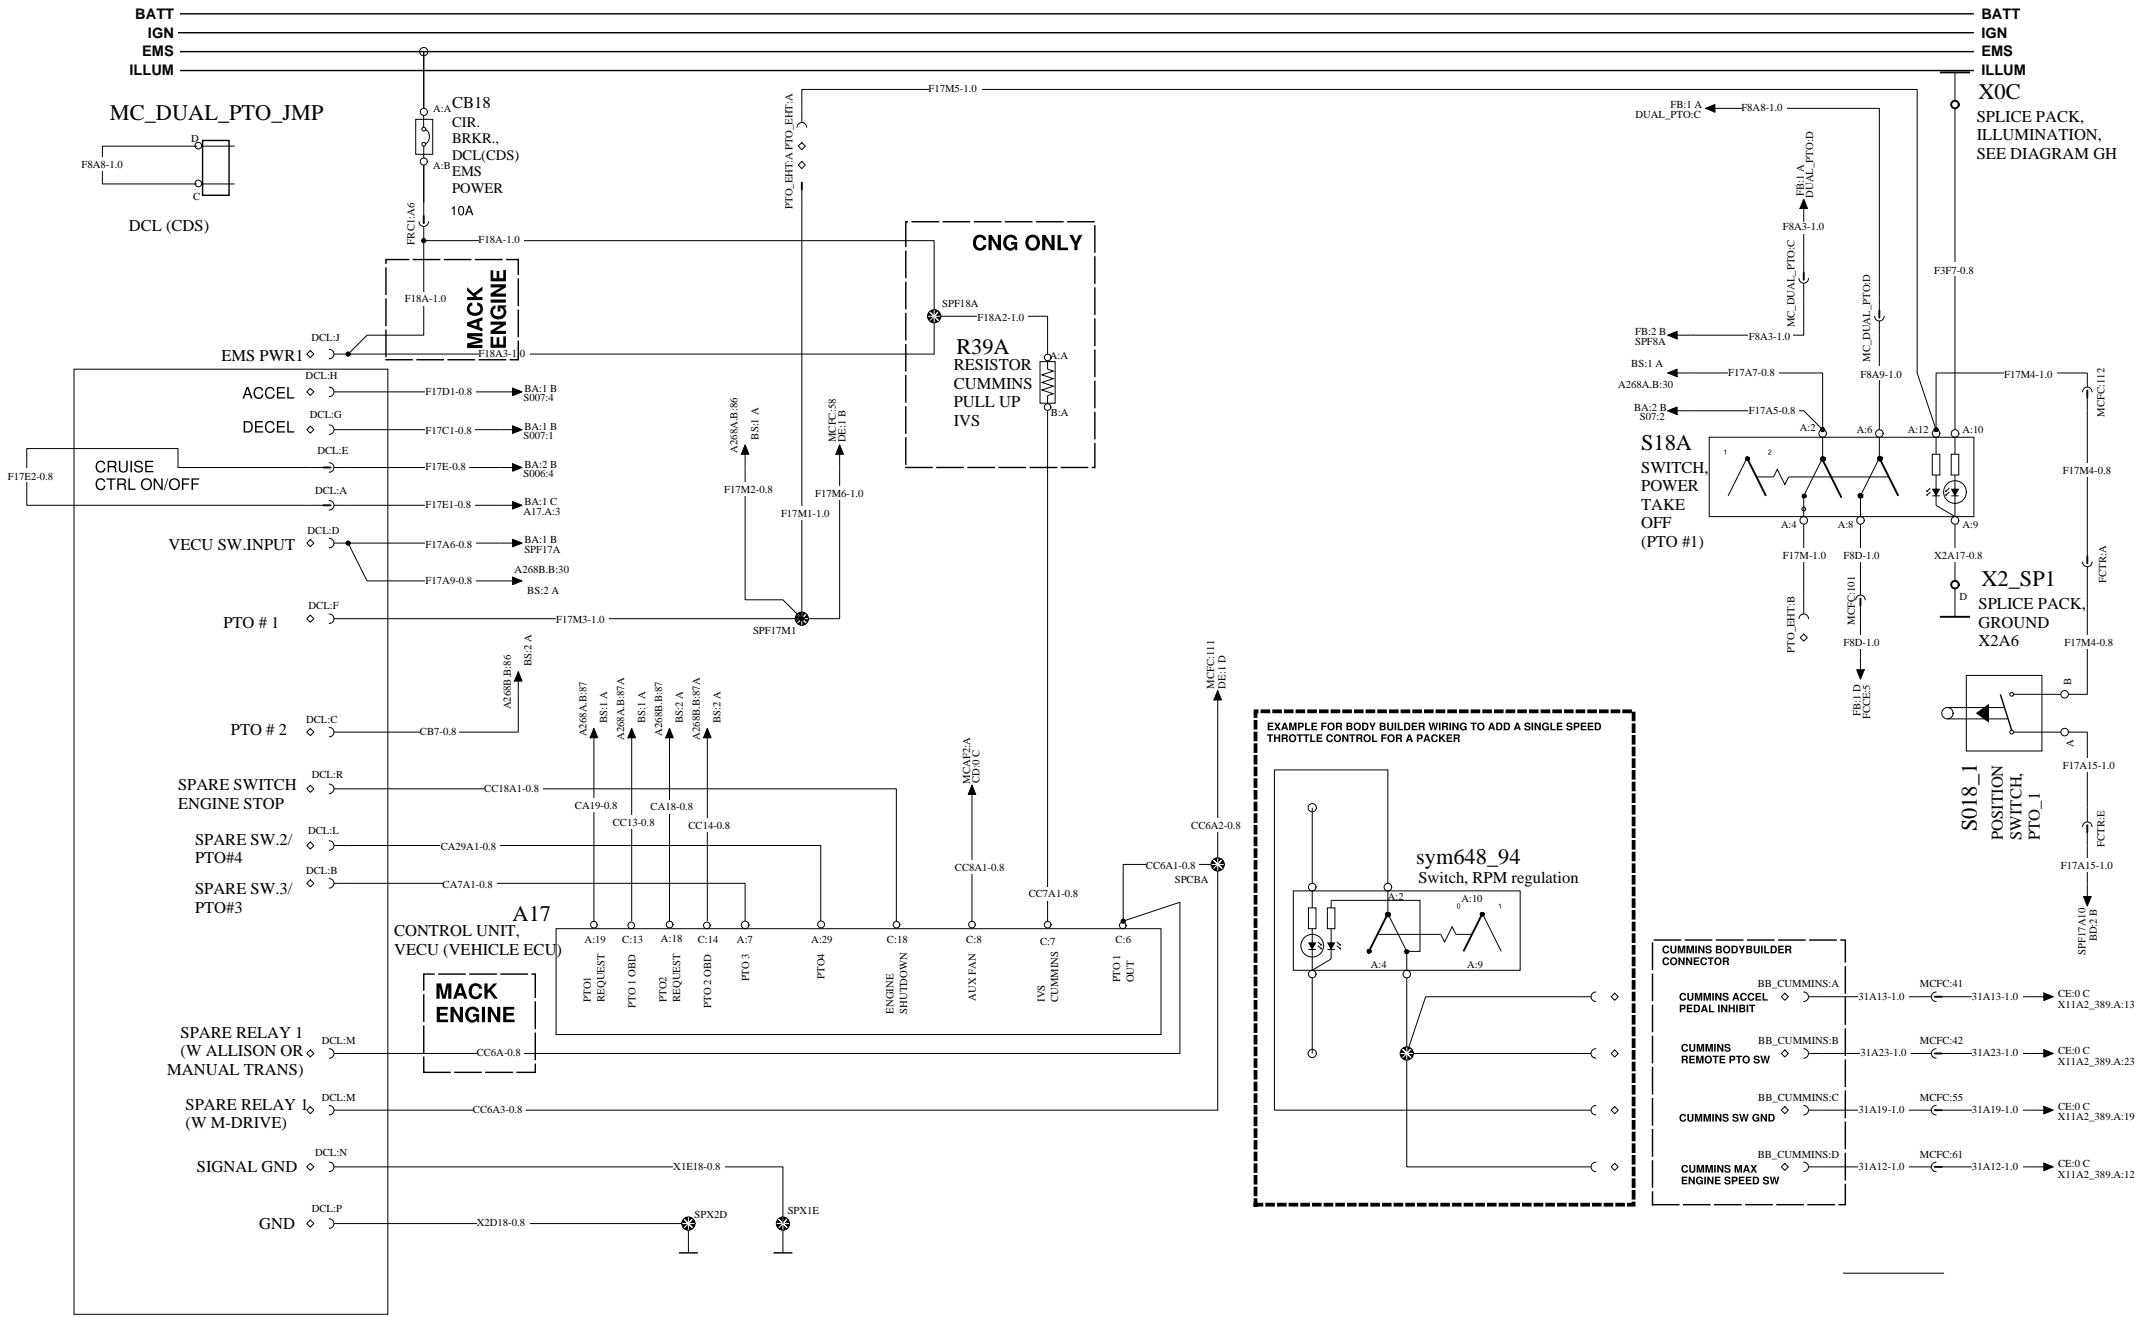 BATT
IGN
EMS
ILLUM
BATT
IGN
EMS
ILLUM
MC_DUAL_PTO_JMP
D
F8A8-1.0
C
DCL (CDS)
A:A
CB18
CIR.
BRKR.,
DCL(CDS)
EMS
POWER
10A
A:B
FRC1:A6
F18A-1.0
MACK
ENGINE
F18A-1.0
F18A3-1.0
DCL:J
EMS PWR1
DCL:H
ACCEL
F17D1-0.8
BA:1 B
S007:4
DCL:G
DECEL
F17C1-0.8
BA:1 B
S007:1
DCL:E
F17E2-0.8
CRUISE
CTRL ON/OFF
F17E-0.8
BA:2 B
S006:4
DCL:A
F17E1-0.8
BA:1 C
A17.A:3
DCL:D
VECU SW.INPUT
F17A6-0.8
BA:1 B
SPF17A
F17A9-0.8
A268B.B:30
BS:2 A
DCL:F
PTO # 1
F17M3-1.0
DCL:C
PTO # 2
CB7-0.8
A268B.B:86
BS:2 A
DCL:R
SPARE SWITCH
ENGINE STOP
CC18A1-0.8
DCL:L
SPARE SW.2/
PTO#4
CA29A1-0.8
DCL:B
SPARE SW.3/
PTO#3
CA7A1-0.8
SPARE RELAY 1
(W ALLISON OR
MANUAL TRANS)
DCL:M
CC6A-0.8
SPARE RELAY 1
(W M-DRIVE)
DCL:M
CC6A3-0.8
SIGNAL GND
DCL:N
X1E18-0.8
GND
DCL:P
X2D18-0.8
SPX2D
SPX1E
MACK
ENGINE
A17
CONTROL UNIT,
VECU (VEHICLE ECU)
A:19
C:13
A:18
C:14
A:7
A:29
C:18
C:8
C:7
C:6
PTO1
REQUEST
PTO 1 OBD
PTO2
REQUEST
PTO 2 OBD
PTO 3
PTO4
ENGINE
SHUTDOWN
AUX FAN
IVS
CUMMINS
PTO 1
OUT
A268A.B:87
BS:1 A
A268A.B:87A
BS:1 A
A268B.B:87
BS:2 A
A268B.B:87A
BS:2 A
CA19-0.8
CC13-0.8
CA18-0.8
CC14-0.8
MCAF2:A
CD:0 C
CC8A1-0.8
CC7A1-0.8
MCFC:111
DE:1 D
CC6A2-0.8
CC6A1-0.8
SPCBA
A268A.B:86
BS:1 A
F17M2-0.8
MCFC:58
DE:1 B
F17M6-1.0
F17M1-1.0
SPF17M1
PTO_EHT:A PTO_EHT:A
F17M5-1.0
CNG ONLY
SPF18A
F18A2-1.0
R39A
RESISTOR
CUMMINS
PULL UP
IVS
A:A
B:A
EXAMPLE FOR BODY BUILDER WIRING TO ADD A SINGLE SPEED
THROTTLE CONTROL FOR A PACKER
sym648_94
Switch, RPM regulation
A:2
A:10
0
1
A:4
A:9
CUMMINS BODYBUILDER
CONNECTOR
BB_CUMMINS:A
CUMMINS ACCEL
PEDAL INHIBIT
31A13-1.0
MCFC:41
31A13-1.0
CE:0 C
X11A2_389.A:13
BB_CUMMINS:B
CUMMINS
REMOTE PTO SW
31A23-1.0
MCFC:42
31A23-1.0
CE:0 C
X11A2_389.A:23
BB_CUMMINS:C
CUMMINS SW GND
31A19-1.0
MCFC:55
31A19-1.0
CE:0 C
X11A2_389.A:19
BB_CUMMINS:D
CUMMINS MAX
ENGINE SPEED SW
31A12-1.0
MCFC:61
31A12-1.0
CE:0 C
X11A2_389.A:12
X0C
SPLICE PACK,
ILLUMINATION,
SEE DIAGRAM GH
FB:1 A
DUAL_PTO:C
F8A8-1.0
FB:1 A
DUAL_PTO:D
F8A3-1.0
MC_DUAL_PTO:C
MC_DUAL_PTO:D
F3F7-0.8
FB:2 B
SPF8A
F8A3-1.0
BS:1 A
A268A.B:30
F17A7-0.8
F8A9-1.0
BA:2 B
S07:2
F17A5-0.8
F17M4-1.0
MCFC:112
A:2
A:6
A:12
A:10
S18A
SWITCH,
POWER
TAKE
OFF
(PTO #1)
1
2
A:4
A:8
A:9
F17M-1.0
F8D-1.0
X2A17-0.8
F17M4-0.8
FCTR:A
PTO_EHT:B
MCFC:101
F8D-1.0
FB:1 D
FCCE:5
D
X2_SP1
SPLICE PACK,
GROUND
X2A6
F17M4-0.8
B
A
S018_1
POSITION
SWITCH,
PTO_1
F17A15-1.0
FCTR:E
F17A15-1.0
SPF17A10
BD:2 B